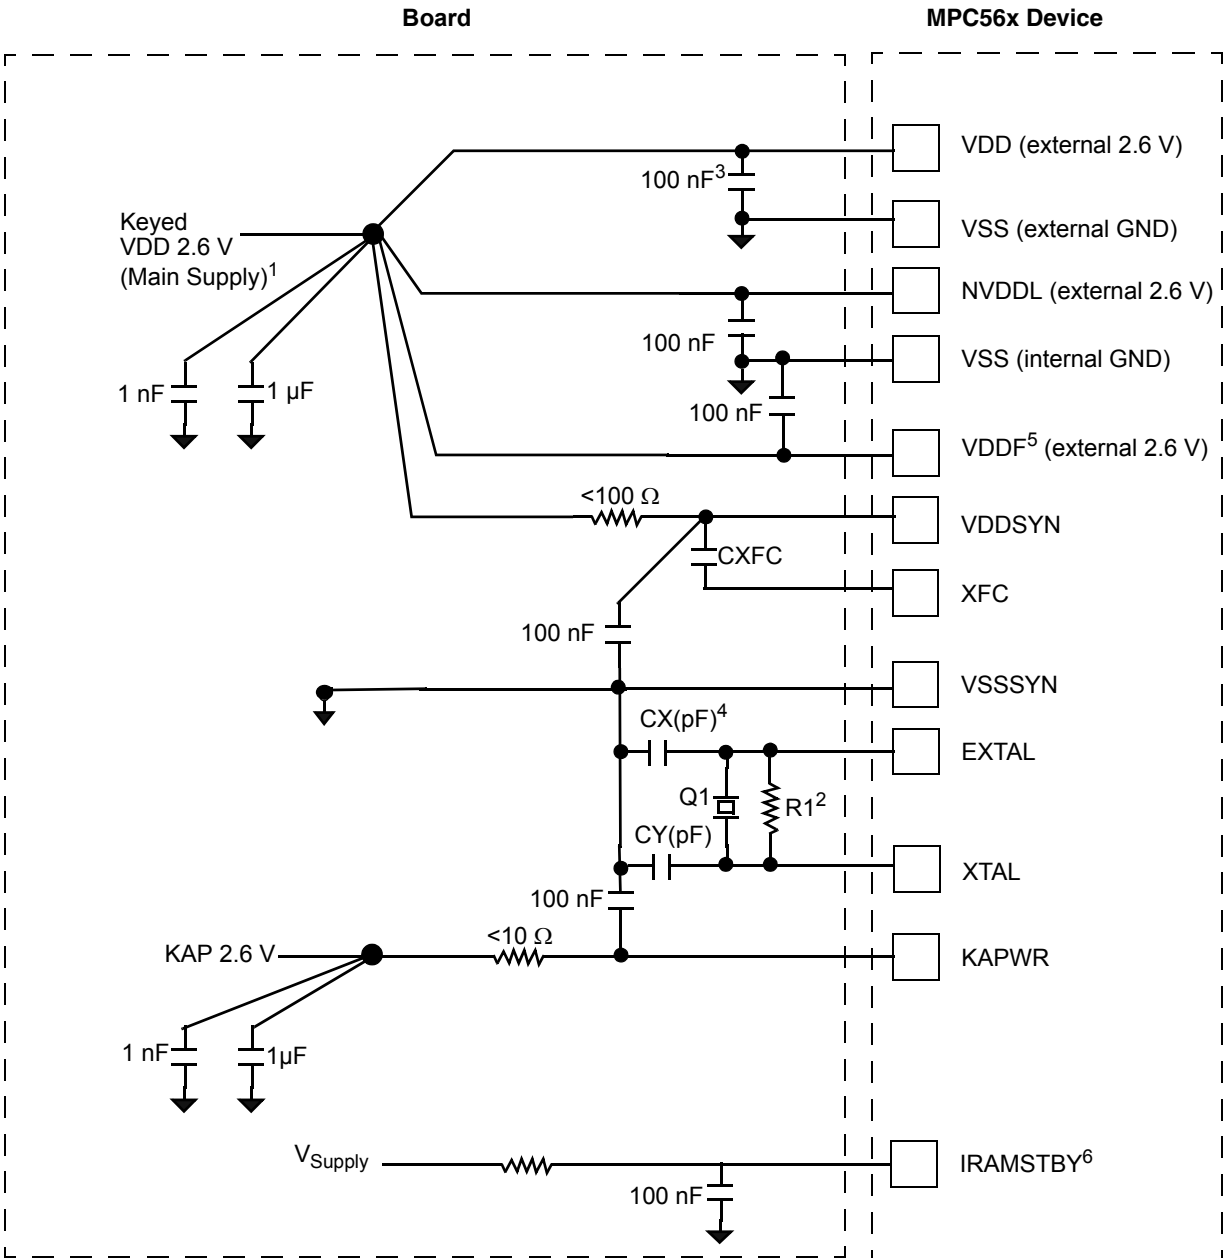 Board
MPC56x Device
VDD (external 2.6 V)
100 nF3
Keyed
VDD 2.6 V
(Main Supply)1
VSS (external GND)
NVDDL (external 2.6 V)
100 nF
VSS (internal GND)
1 nF
1 µF
100 nF
VDDF5 (external 2.6 V)
<100 Ω
VDDSYN
CXFC
XFC
100 nF
VSSSYN
CX(pF)4
EXTAL
Q1
R12
CY(pF)
XTAL
100 nF
<10 Ω
KAP 2.6 V
KAPWR
1 nF
1µF
VSupply
IRAMSTBY6
100 nF